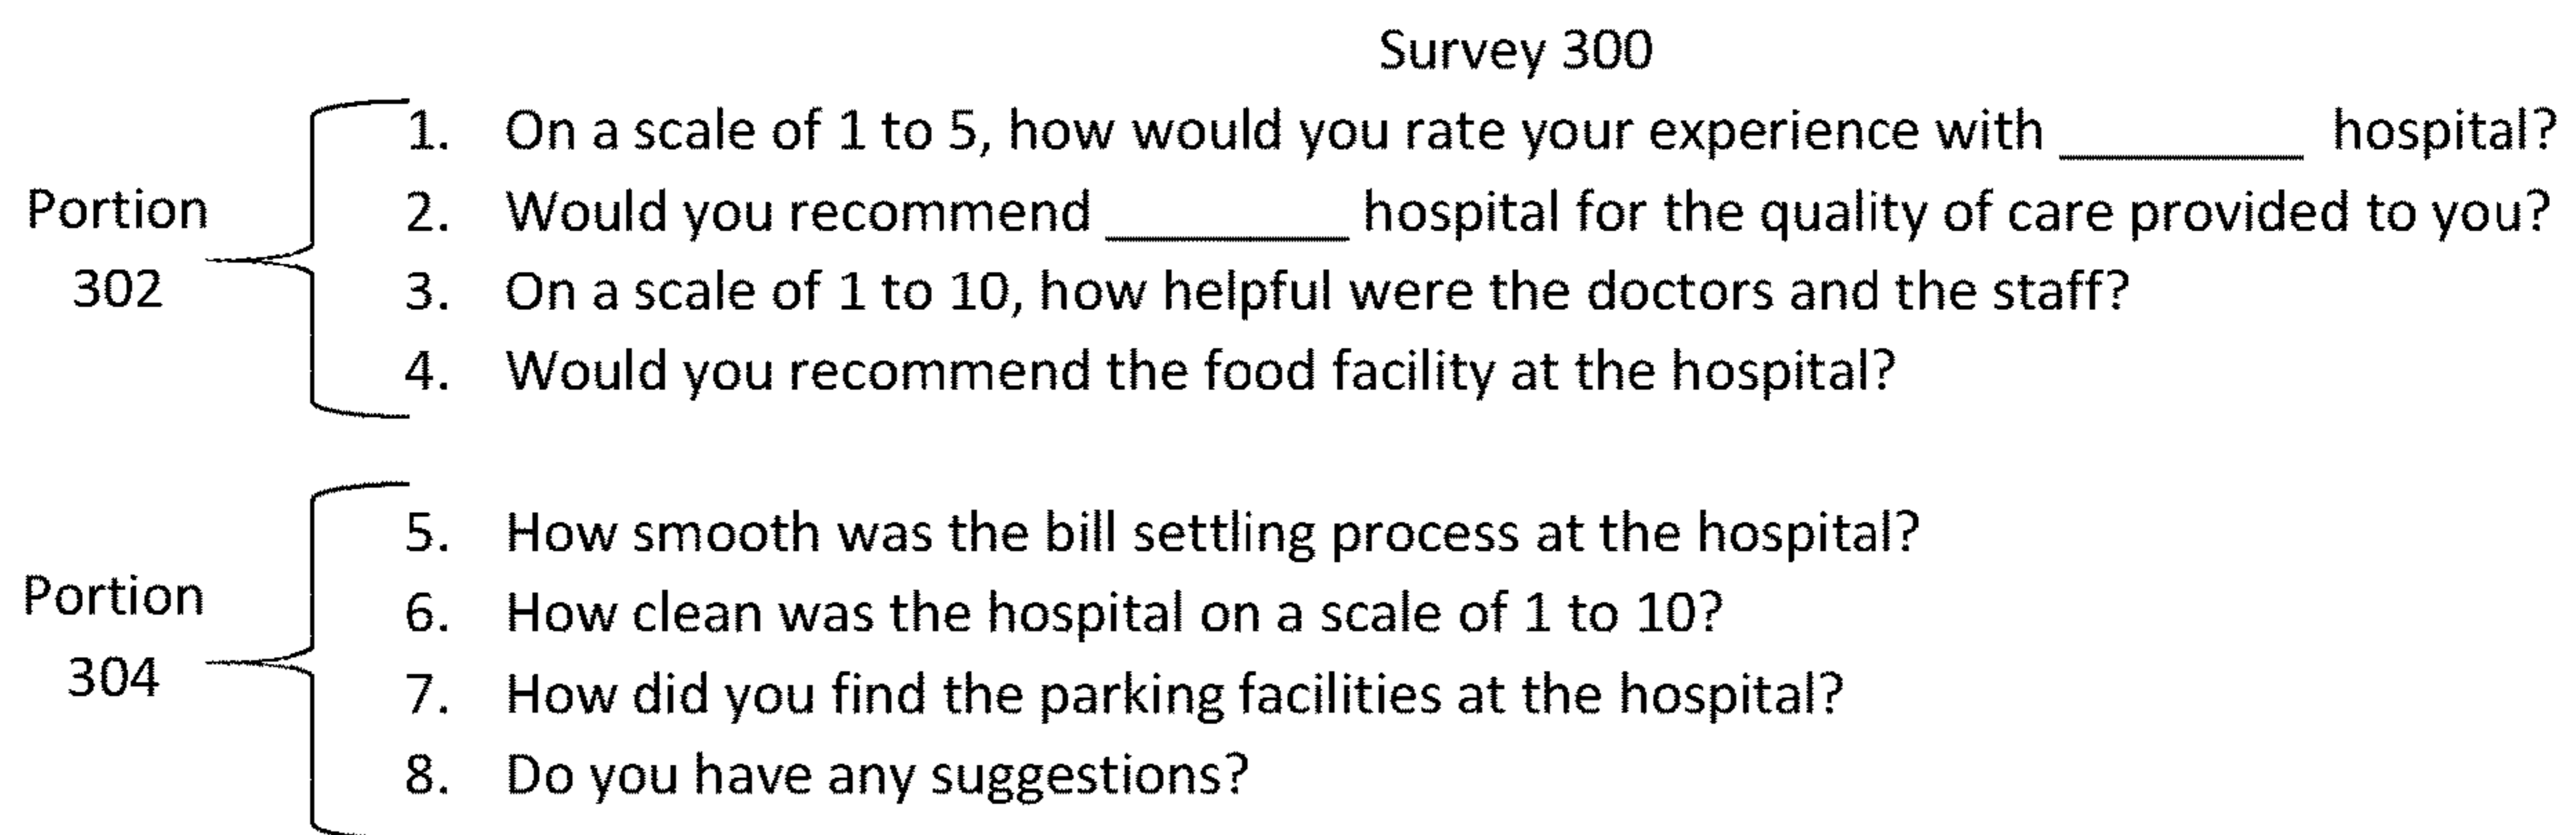 Survey 300
Portion
302
1. On a scale of 1 to 5, how would you rate your experience with ________ hospital?
2. Would you recommend ________ hospital for the quality of care provided to you?
3. On a scale of 1 to 10, how helpful were the doctors and the staff?
4. Would you recommend the food facility at the hospital?
Portion
304
5. How smooth was the bill settling process at the hospital?
6. How clean was the hospital on a scale of 1 to 10?
7. How did you find the parking facilities at the hospital?
8. Do you have any suggestions?